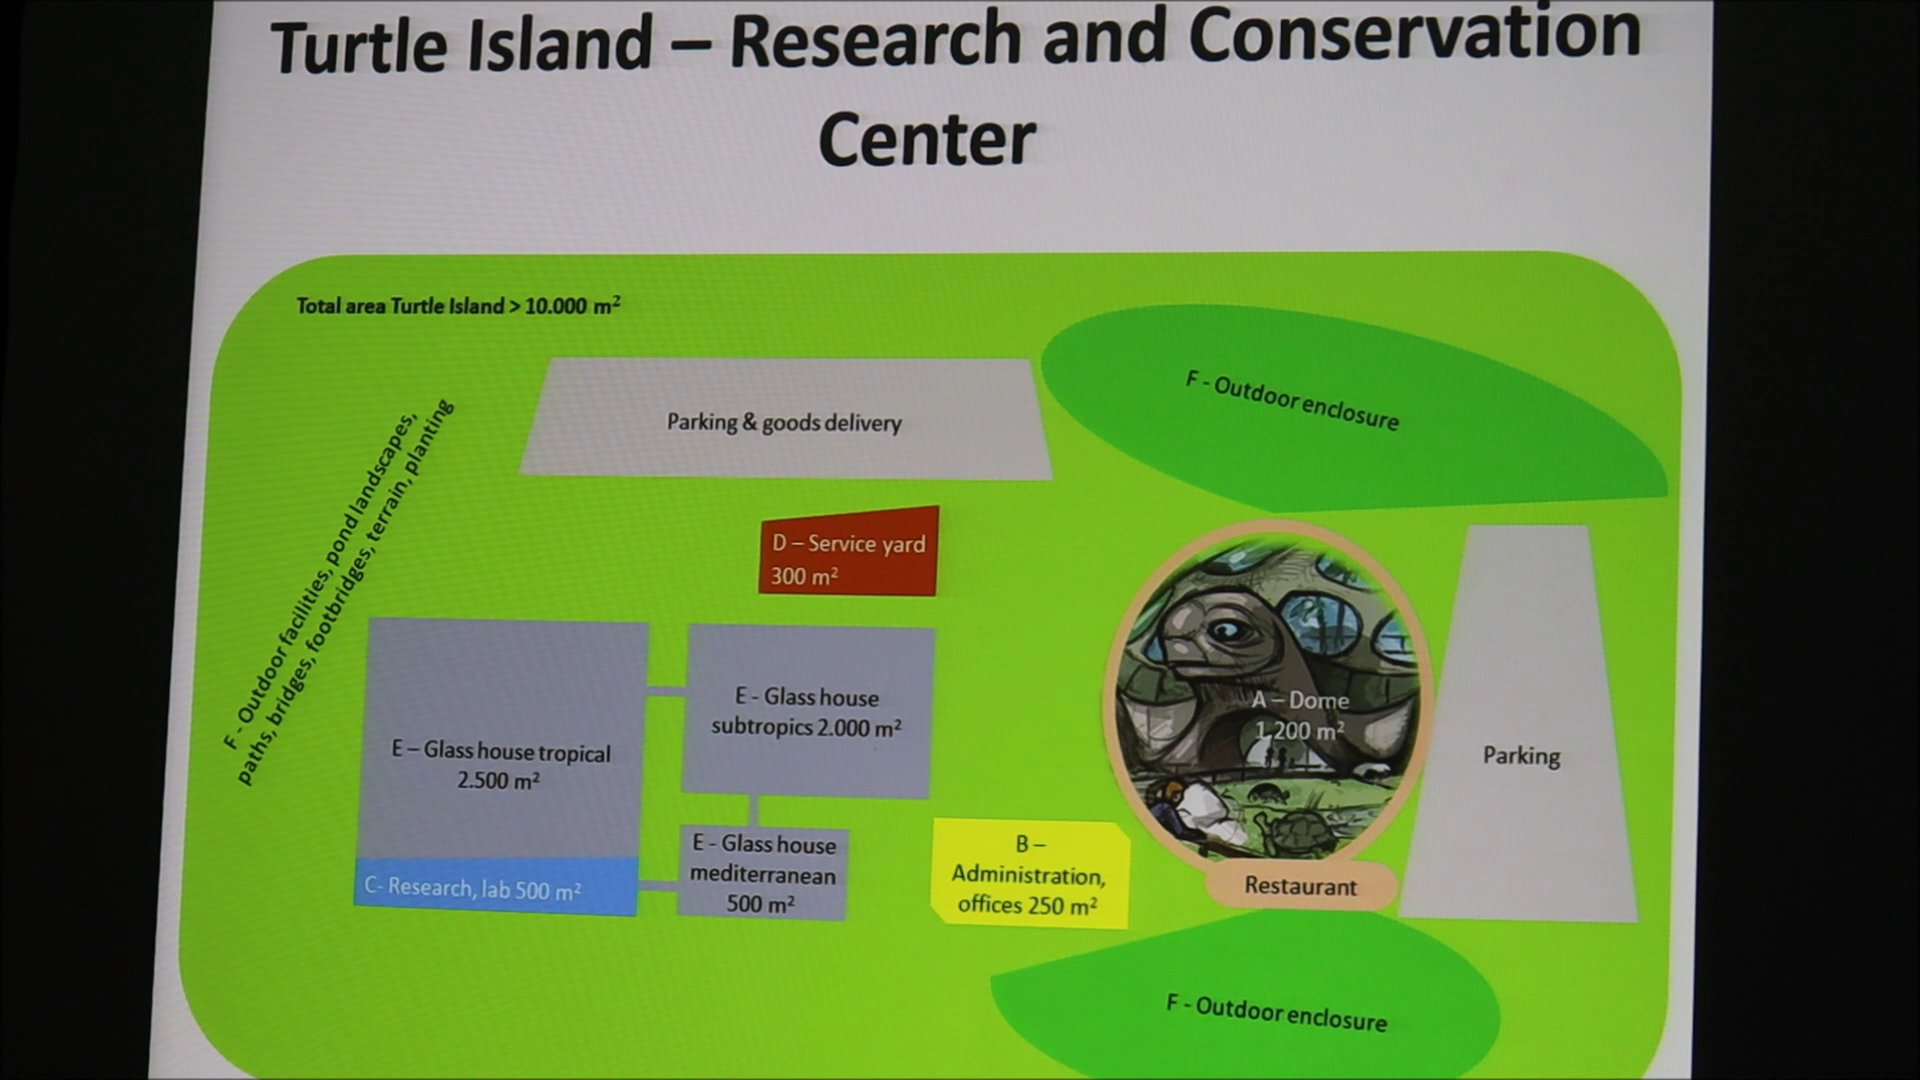 Turtle Island – Research and Conservation
Center
Total area Turtle Island > 10.000 m²
F - Outdoor enclosure
Parking & goods delivery
F - Outdoor facilities, pond landscapes,
paths, bridges, footbridges, terrain, planting
D – Service yard
300 m²
E - Glass house
subtropics 2.000 m²
A – Dome
1,200 m²
E – Glass house tropical
2.500 m²
Parking
E - Glass house
mediterranean
500 m²
B –
Administration,
offices 250 m²
C- Research, lab 500 m²
Restaurant
F - Outdoor enclosure